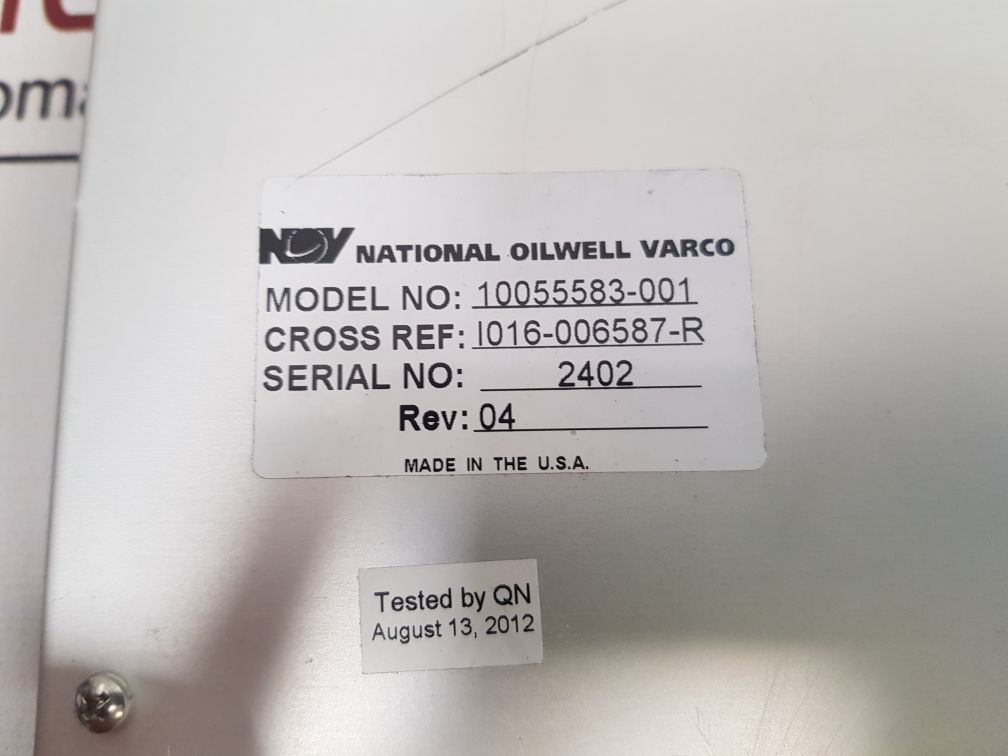 NOV NATIONAL OILWELL VARCO
MODEL NO: 10055583-001
CROSS REF: I016-006587-R
SERIAL NO: 2402
Rev: 04
MADE IN THE U.S.A.
Tested by QN
August 13, 2012